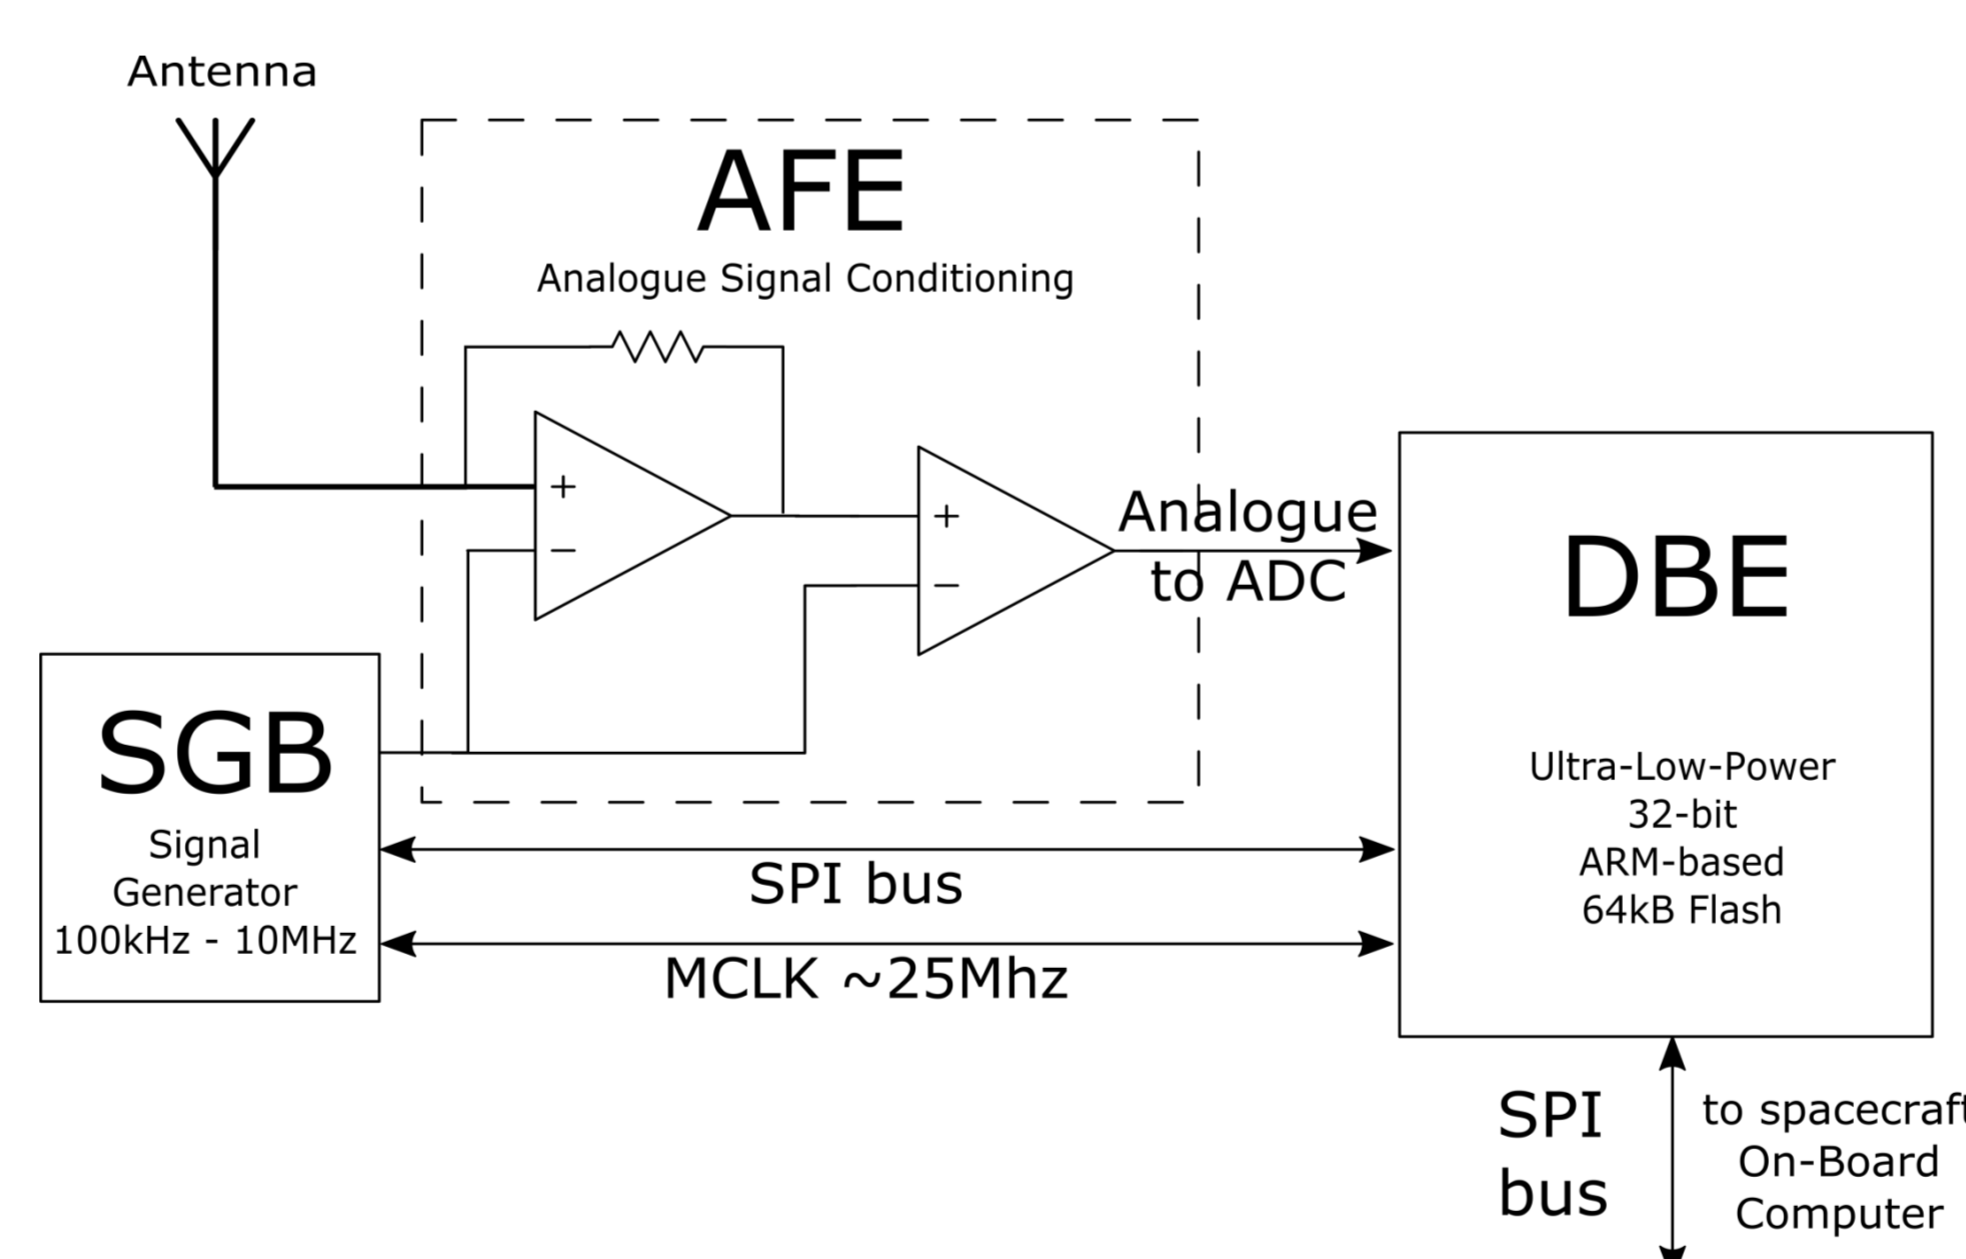 Antenna
AFE
Analogue Signal Conditioning
+
−
+
−
Analogue
to ADC
DBE
Ultra-Low-Power
32-bit
ARM-based
64kB Flash
SGB
Signal
Generator
100kHz - 10MHz
SPI bus
MCLK ~25Mhz
SPI
bus
to spacecraft
On-Board
Computer